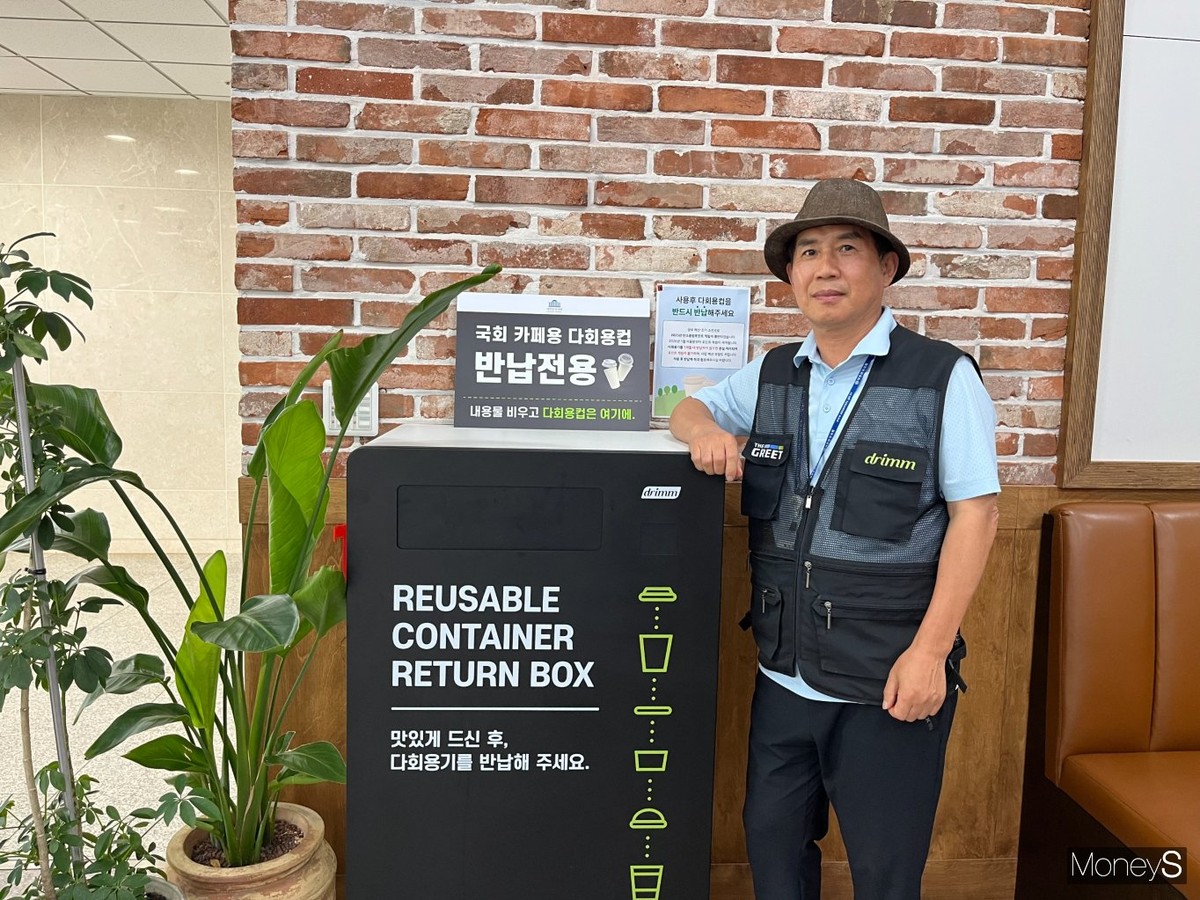 국회 카페용 다회용컵
반납전용
내용물 비우고 다회용컵은 여기에.
사용후 다회용컵을
반드시 반납해주세요
drimm
REUSABLE
CONTAINER
RETURN BOX
맛있게 드신 후,
다회용기를 반납해 주세요.
THE
GREET
drimm
MoneyS